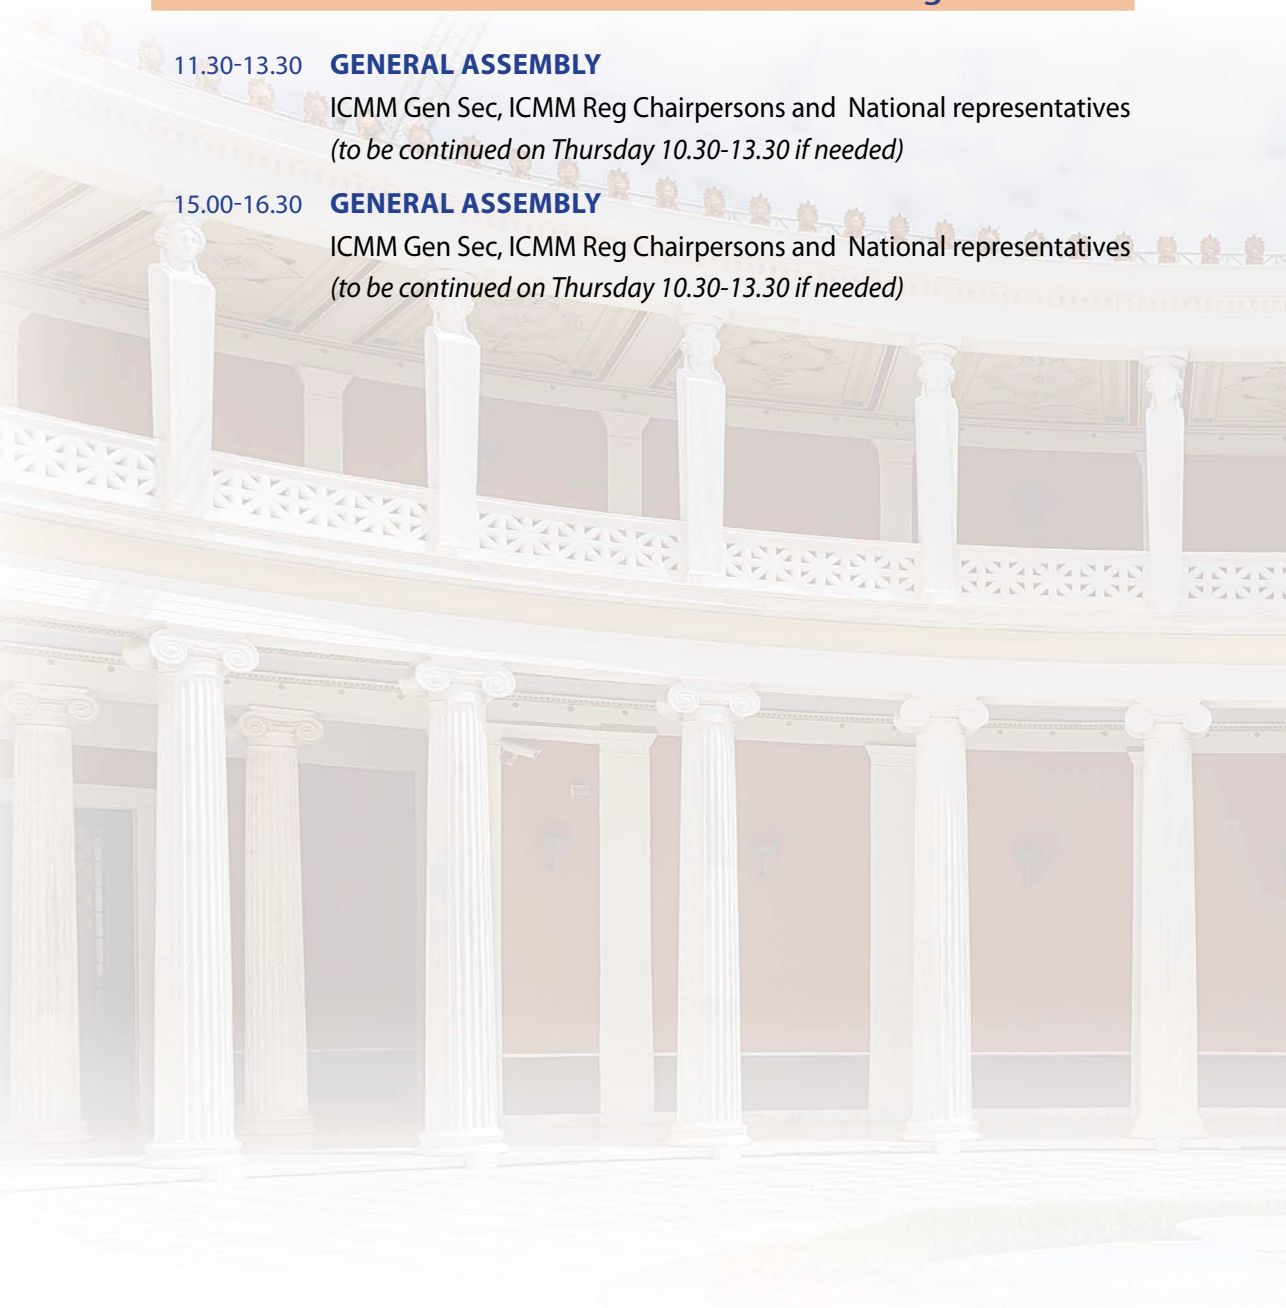 11.30-13.30 GENERAL ASSEMBLY
ICMM Gen Sec, ICMM Reg Chairpersons and National representatives
(to be continued on Thursday 10.30-13.30 if needed)
15.00-16.30 GENERAL ASSEMBLY
ICMM Gen Sec, ICMM Reg Chairpersons and National representatives
(to be continued on Thursday 10.30-13.30 if needed)